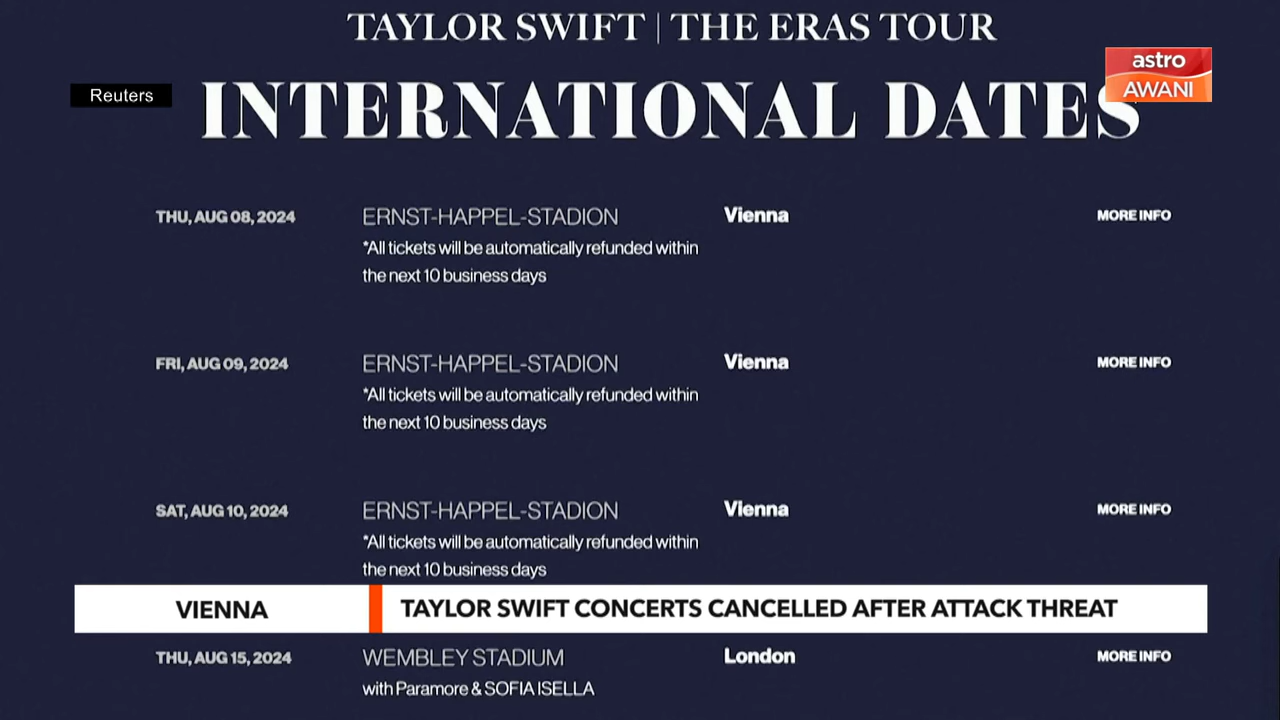 TAYLOR SWIFT | THE ERAS TOUR
astro
AWANI
Reuters
INTERNATIONAL DATES
THU, AUG 08, 2024
ERNST-HAPPEL-STADION
Vienna
MORE INFO
*All tickets will be automatically refunded within
the next 10 business days
FRI, AUG 09, 2024
ERNST-HAPPEL-STADION
Vienna
MORE INFO
*All tickets will be automatically refunded within
the next 10 business days
SAT, AUG 10, 2024
ERNST-HAPPEL-STADION
Vienna
MORE INFO
*All tickets will be automatically refunded within
the next 10 business days
VIENNA
TAYLOR SWIFT CONCERTS CANCELLED AFTER ATTACK THREAT
THU, AUG 15, 2024
WEMBLEY STADIUM
London
MORE INFO
with Paramore & SOFIA ISELLA